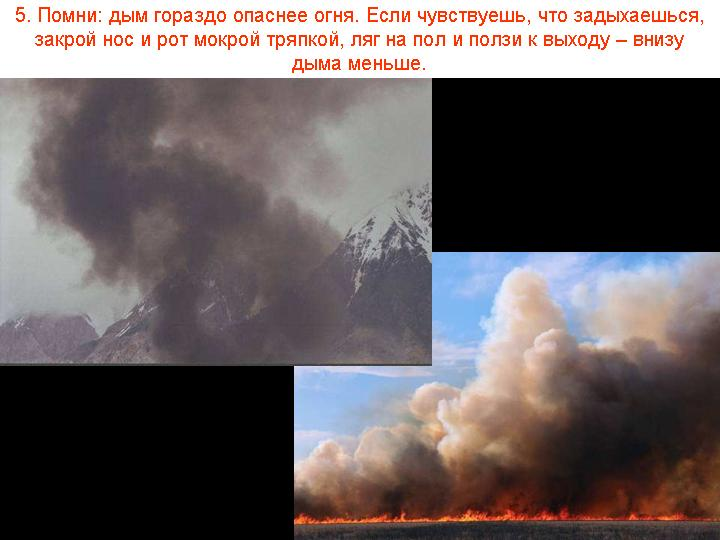 5. Помни: дым гораздо опаснее огня. Если чувствуешь, что задыхаешься,
закрой нос и рот мокрой тряпкой, ляг на пол и ползи к выходу – внизу
дыма меньше.